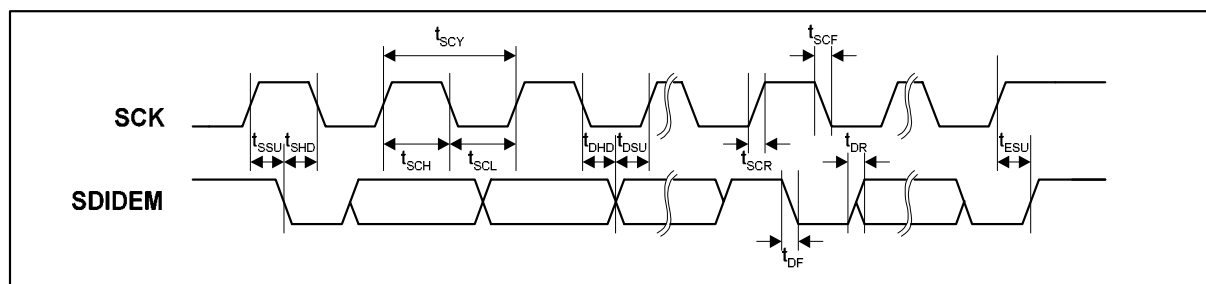 tSCY
tSCF
SCK
tSSU tSHD
tSCH tSCL
tDHD tDSU
tSCR
tDR
tESU
SDIDEM
tDF